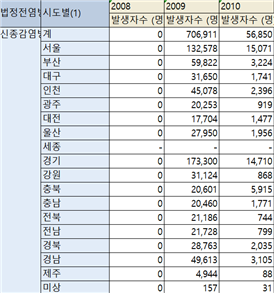 법정전염병 시도별(1) 2008 2009 2010
발생자수 (명 발생자수 (명 발생자수 (명
신종감염병 계 0 706,911 56,850
서울 0 132,578 15,071
부산 0 59,822 3,224
대구 0 31,650 1,741
인천 0 45,078 2,396
광주 0 20,253 919
대전 0 17,704 1,477
울산 0 27,950 1,956
세종 - - -
경기 0 173,300 14,710
강원 0 31,124 868
충북 0 20,601 5,915
충남 0 20,460 1,771
전북 0 21,186 744
전남 0 21,728 799
경북 0 28,763 2,035
경남 0 49,613 3,105
제주 0 4,944 88
미상 0 157 31